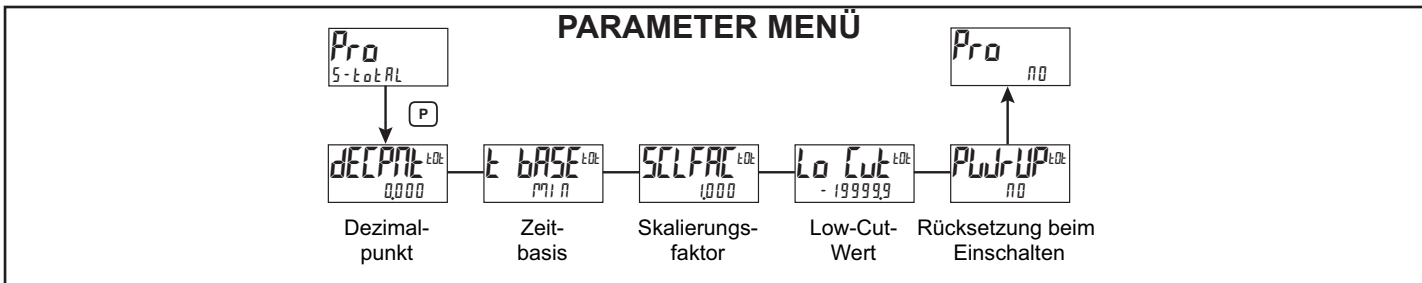 PARAMETER MENÜ
Pro
S-totAL
P
Pro
NO
dECPNt tOt
0.000
t bASE tOt
MIN
SCLFAC tOt
1.000
Lo Cut tOt
-19999.9
PWrUP tOt
NO
Dezimal-
punkt
Zeit-
basis
Skalierungs-
faktor
Low-Cut-
Wert
Rücksetzung beim
Einschalten